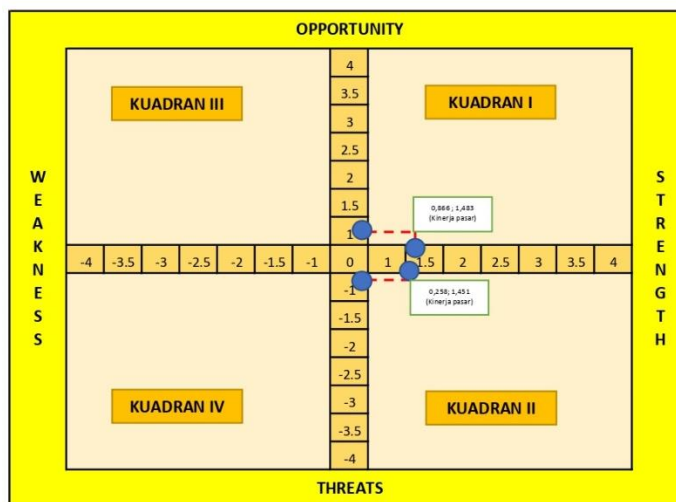 OPPORTUNITY
KUADRAN III
KUADRAN I
4
3.5
3
2.5
2
1.5
1
WEAKNESS
STRENGTH
0,866 ; 1,483
(Kinerja pasar)
-4 -3.5 -3 -2.5 -2 -1.5 -1 0 1 1.5 2 2.5 3 3.5 4
0,258; 1,451
(Kinerja pasar)
-1
-1.5
-2
-2.5
-3
-3.5
-4
KUADRAN IV
KUADRAN II
THREATS